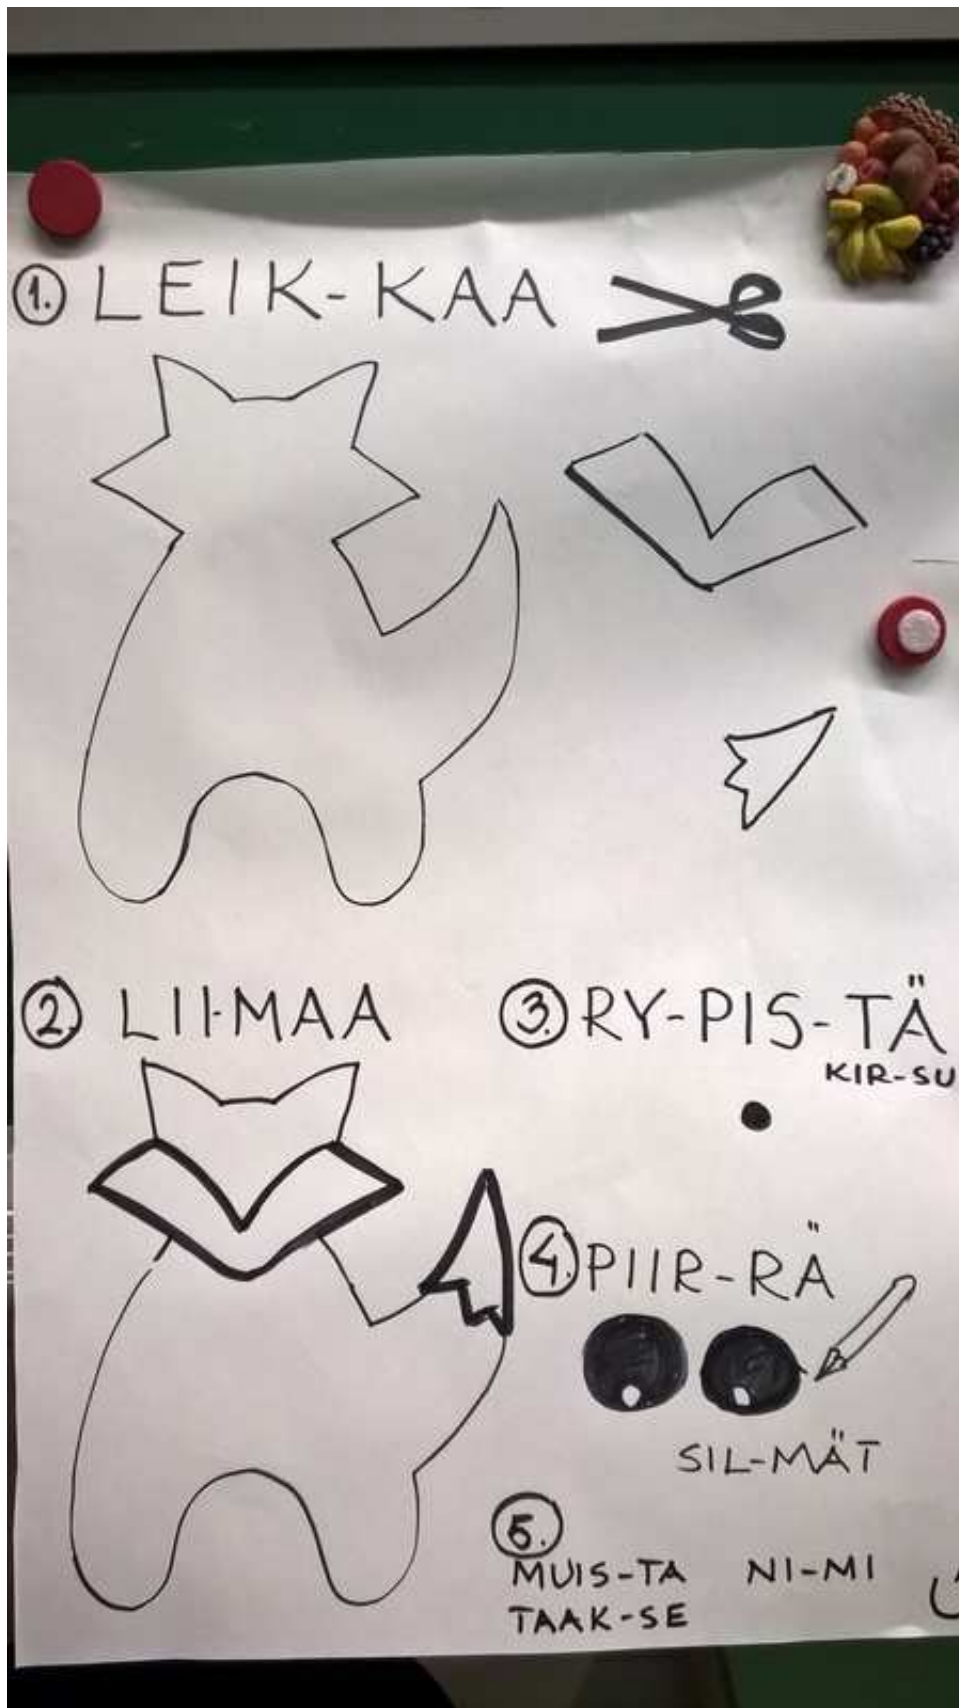 1. LEIK-KAA
2. LII-MAA
3. RY-PIS-TÄ
KIR-SU
4. PIIR-RÄ
SIL-MÄT
5.
MUIS-TA NI-MI
TAAK-SE